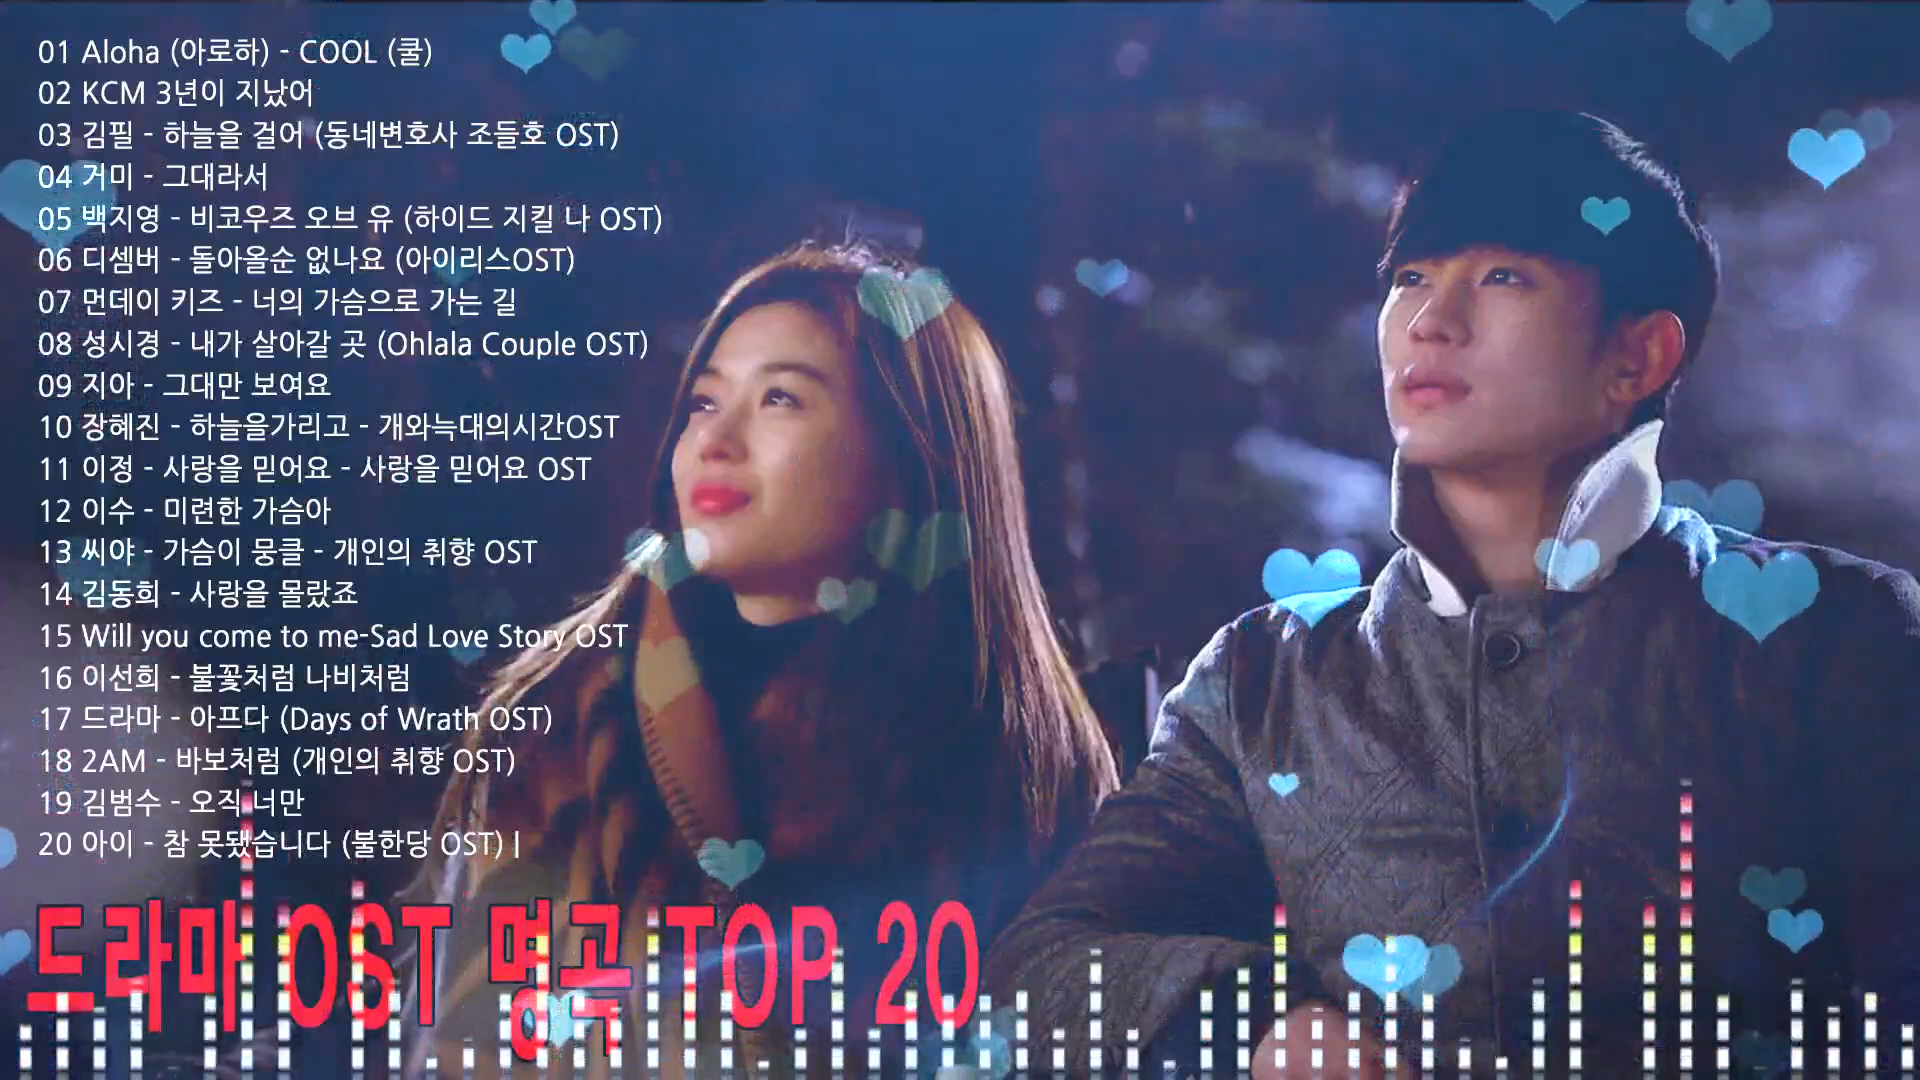 01 Aloha (아로하) - COOL (쿨)
02 KCM 3년이 지났어
03 김필 - 하늘을 걸어 (동네변호사 조들호 OST)
04 거미 - 그대라서
05 백지영 - 비코우즈 오브 유 (하이드 지킬 나 OST)
06 디셈버 - 돌아올순 없나요 (아이리스OST)
07 먼데이 키즈 - 너의 가슴으로 가는 길
08 성시경 - 내가 살아갈 곳 (Ohlala Couple OST)
09 지아 - 그대만 보여요
10 장혜진 - 하늘을가리고 - 개와늑대의시간OST
11 이정 - 사랑을 믿어요 - 사랑을 믿어요 OST
12 이수 - 미련한 가슴아
13 씨야 - 가슴이 뭉클 - 개인의 취향 OST
14 김동희 - 사랑을 몰랐죠
15 Will you come to me-Sad Love Story OST
16 이선희 - 불꽃처럼 나비처럼
17 드라마 - 아프다 (Days of Wrath OST)
18 2AM - 바보처럼 (개인의 취향 OST)
19 김범수 - 오직 너만
20 아이 - 참 못됐습니다 (불한당 OST) |
드라마 OST 명곡 TOP 20